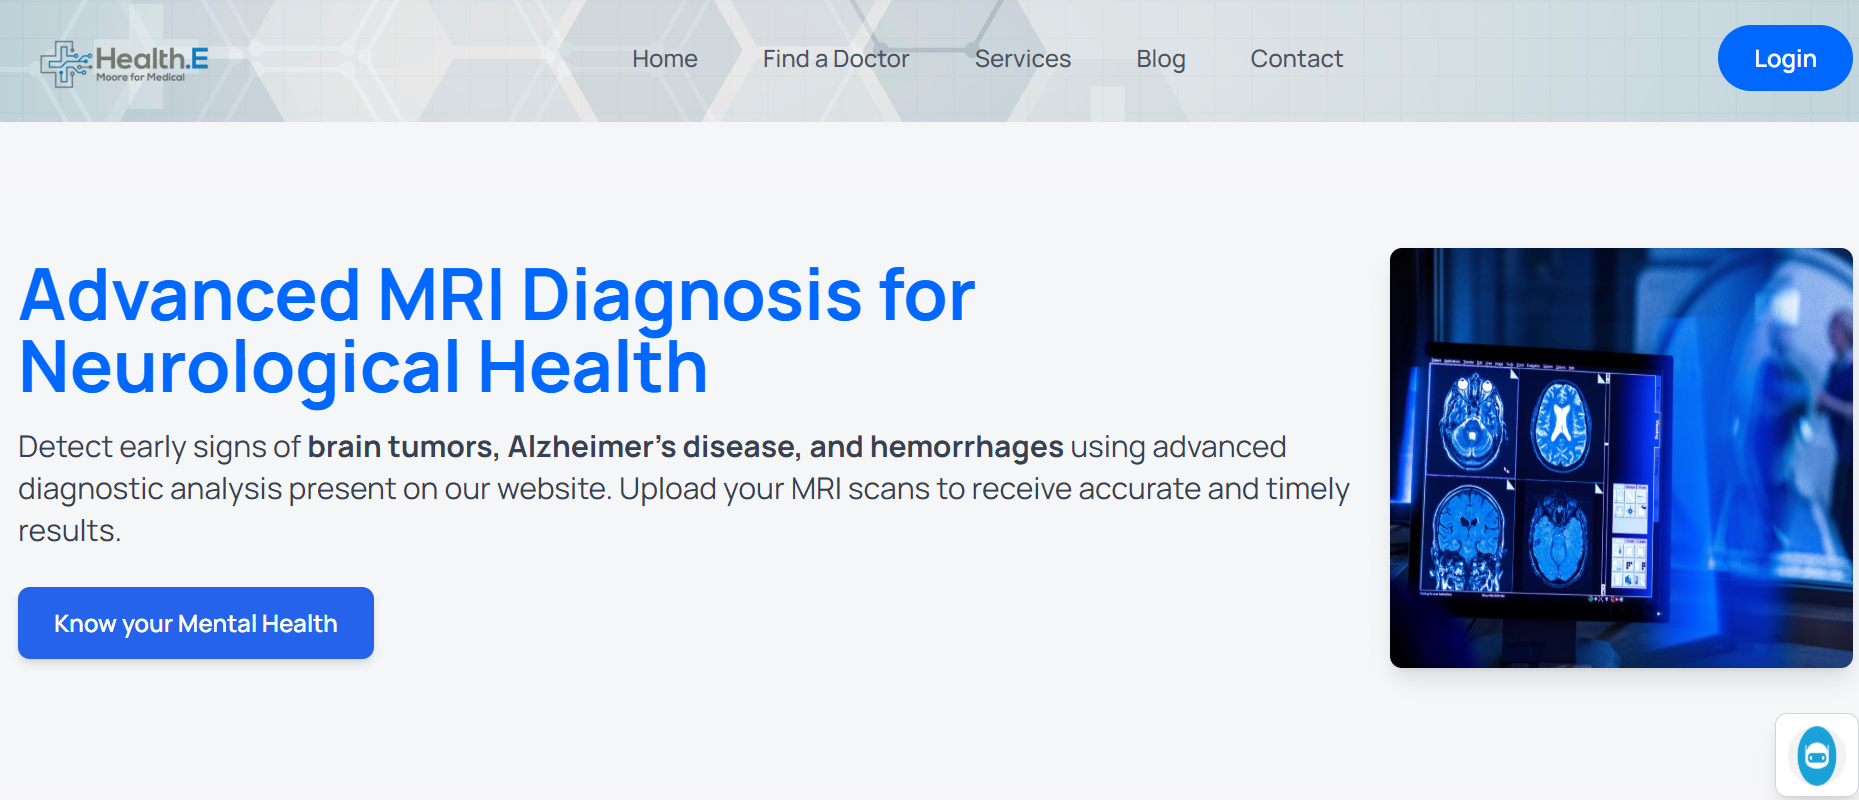 Health.E
Moore for Medical
Home
Find a Doctor
Services
Blog
Contact
Login
Advanced MRI Diagnosis for
Neurological Health
Detect early signs of brain tumors, Alzheimer's disease, and hemorrhages using advanced
diagnostic analysis present on our website. Upload your MRI scans to receive accurate and timely
results.
Know your Mental Health